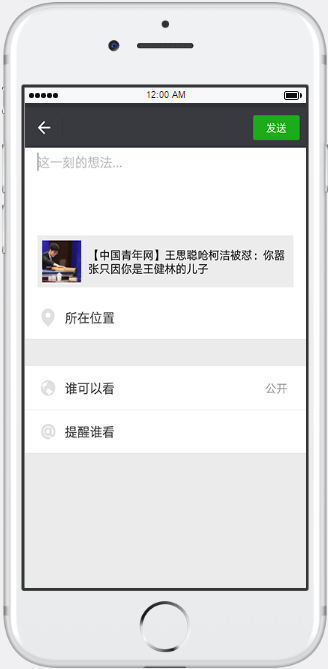 12:00 AM
发送
这一刻的想法...
【中国青年网】王思聪呛柯洁被怼：你嚣
张只因你是王健林的儿子
所在位置
谁可以看 公开
提醒谁看